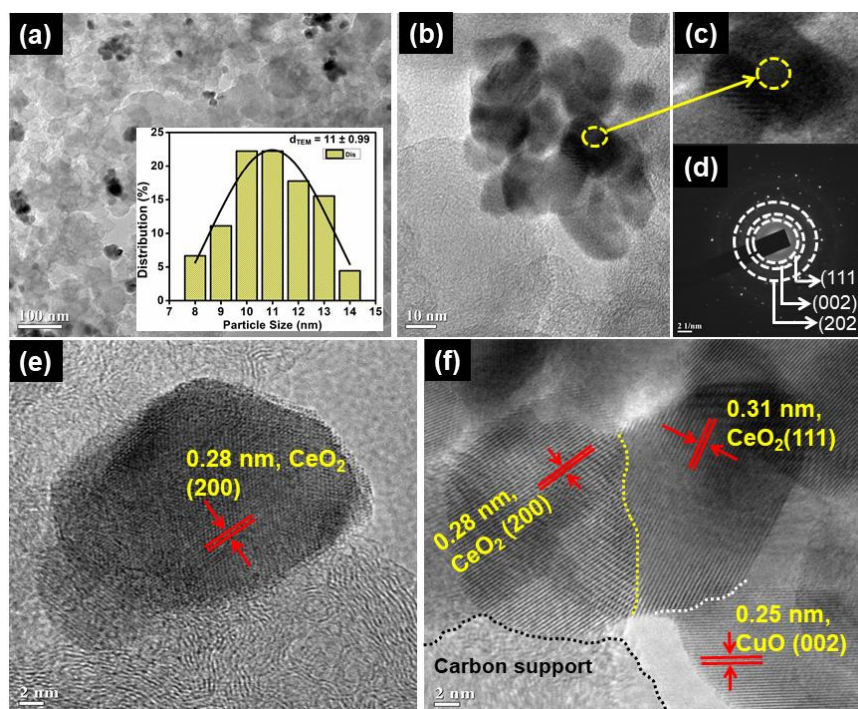 (a)
d_TEM = 11 ± 0.99
Dis
25
20
15
10
5
0
Distribution (%)
7 8 9 10 11 12 13 14 15
Particle Size (nm)
100 nm
(b)
10 nm
(c)
(d)
(111
(002)
(202
2 1/nm
(e)
0.28 nm, CeO₂
(200)
2 nm
(f)
0.31 nm,
CeO₂(111)
0.28 nm,
CeO₂ (200)
0.25 nm,
CuO (002)
Carbon support
2 nm